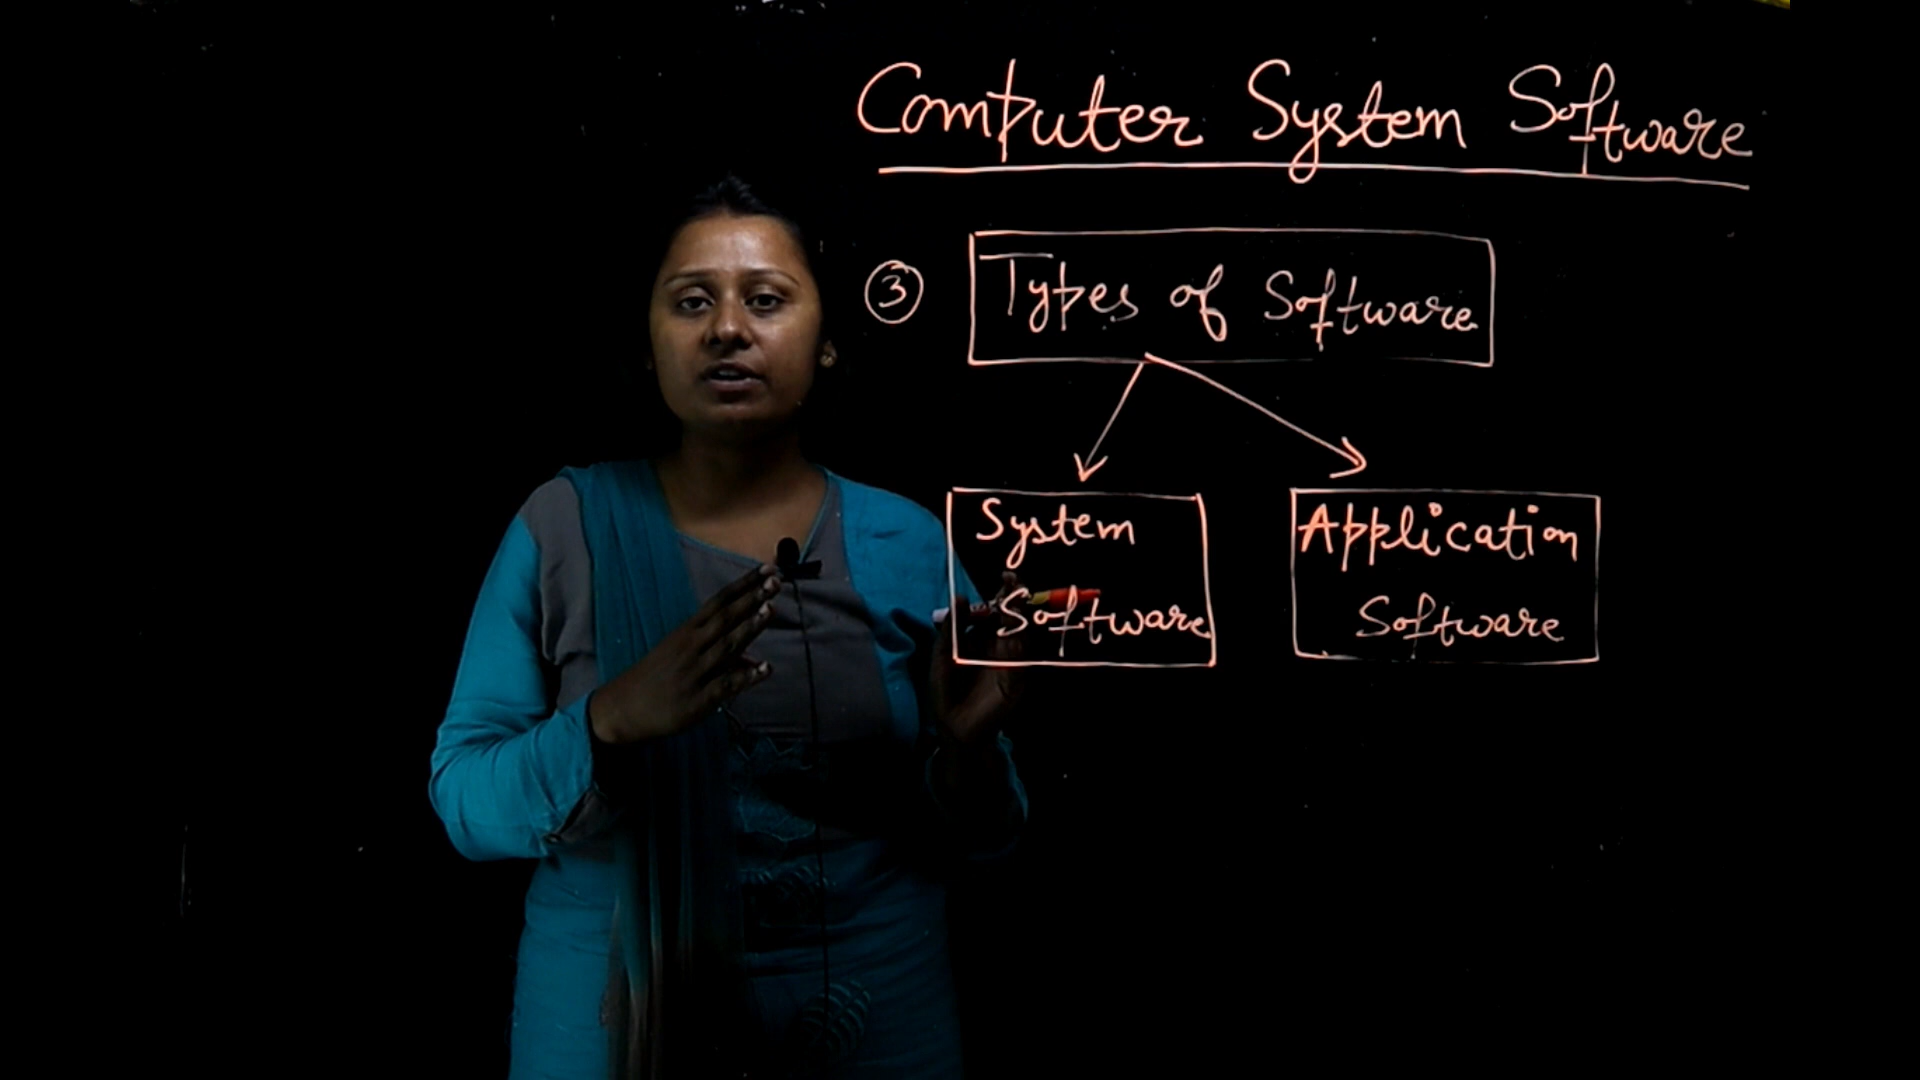 Computer System Software
3 Types of Software
System
Software
Application
Software